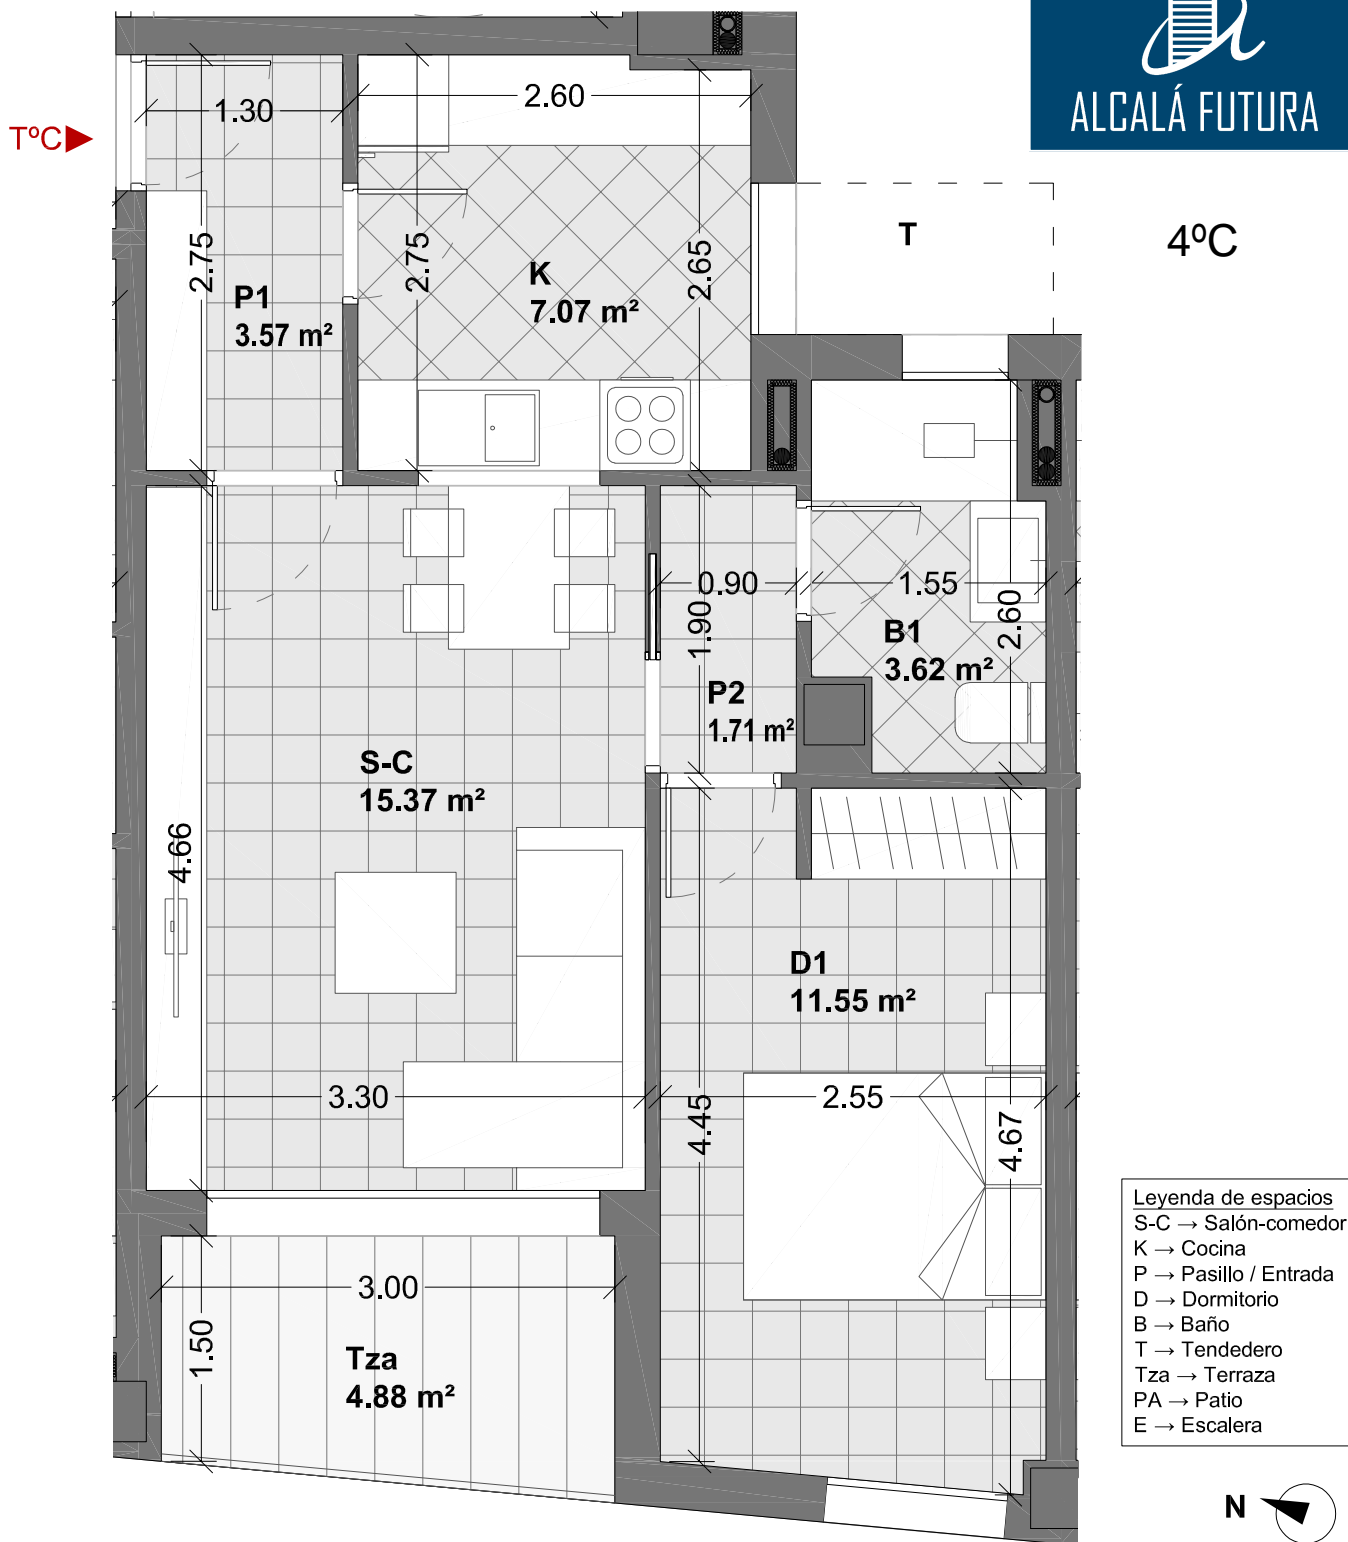 ALCALÁ FUTURA
4ºC
TºC
1.30
2.60
T
2.75
2.75
2.65
P1
3.57 m²
K
7.07 m²
0.90
1.55
1.90
2.60
B1
3.62 m²
P2
1.71 m²
S-C
15.37 m²
4.66
D1
11.55 m²
3.30
2.55
4.45
4.67
3.00
1.50
Tza
4.88 m²
Leyenda de espacios
S-C → Salón-comedor
K → Cocina
P → Pasillo / Entrada
D → Dormitorio
B → Baño
T → Tendedero
Tza → Terraza
PA → Patio
E → Escalera
N